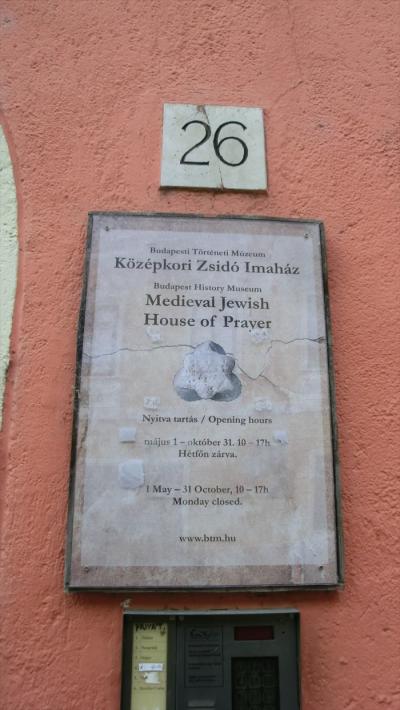 26
Budapesti Történeti Múzeum
Középkori Zsidó Imaház
Budapest History Museum
Medieval Jewish
House of Prayer
Nyitva tartás / Opening hours
május 1 – október 31. 10 – 17h
Hétfőn zárva.
1 May – 31 October, 10 – 17h
Monday closed.
www.btm.hu